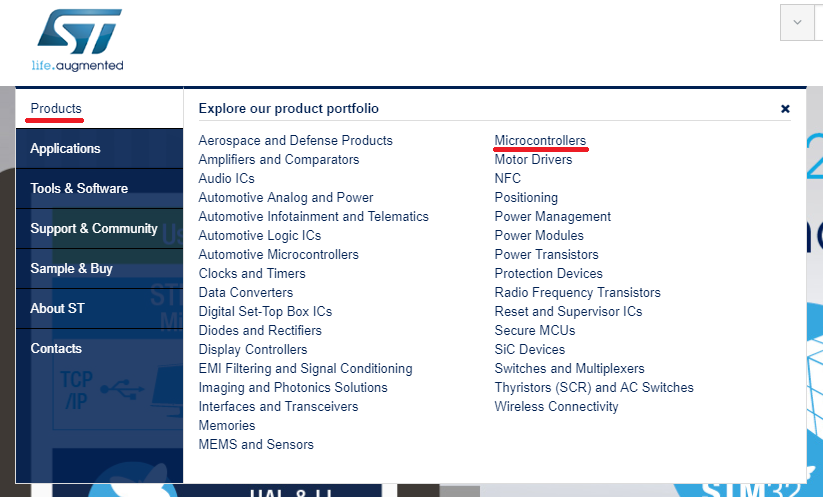 ST
life.augmented
Products
Applications
Tools & Software
Support & Community
Sample & Buy
About ST
Contacts
Explore our product portfolio
Aerospace and Defense Products
Amplifiers and Comparators
Audio ICs
Automotive Analog and Power
Automotive Infotainment and Telematics
Automotive Logic ICs
Automotive Microcontrollers
Clocks and Timers
Data Converters
Digital Set-Top Box ICs
Diodes and Rectifiers
Display Controllers
EMI Filtering and Signal Conditioning
Imaging and Photonics Solutions
Interfaces and Transceivers
Memories
MEMS and Sensors
Microcontrollers
Motor Drivers
NFC
Positioning
Power Management
Power Modules
Power Transistors
Protection Devices
Radio Frequency Transistors
Reset and Supervisor ICs
Secure MCUs
SiC Devices
Switches and Multiplexers
Thyristors (SCR) and AC Switches
Wireless Connectivity
TCP
/IP
HAL & LL
STM32